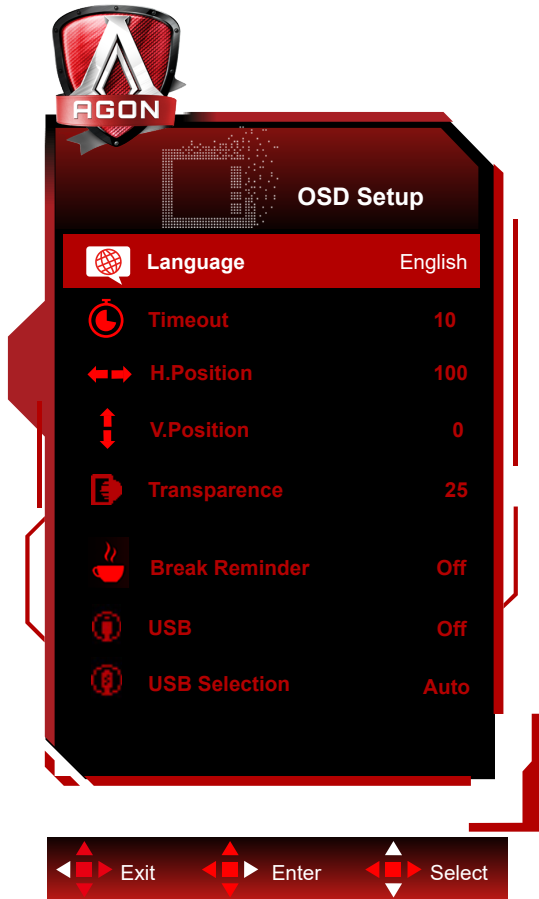 AGON
OSD Setup
Language English
Timeout 10
H.Position 100
V.Position 0
Transparence 25
Break Reminder Off
USB Off
USB Selection Auto
Exit Enter Select